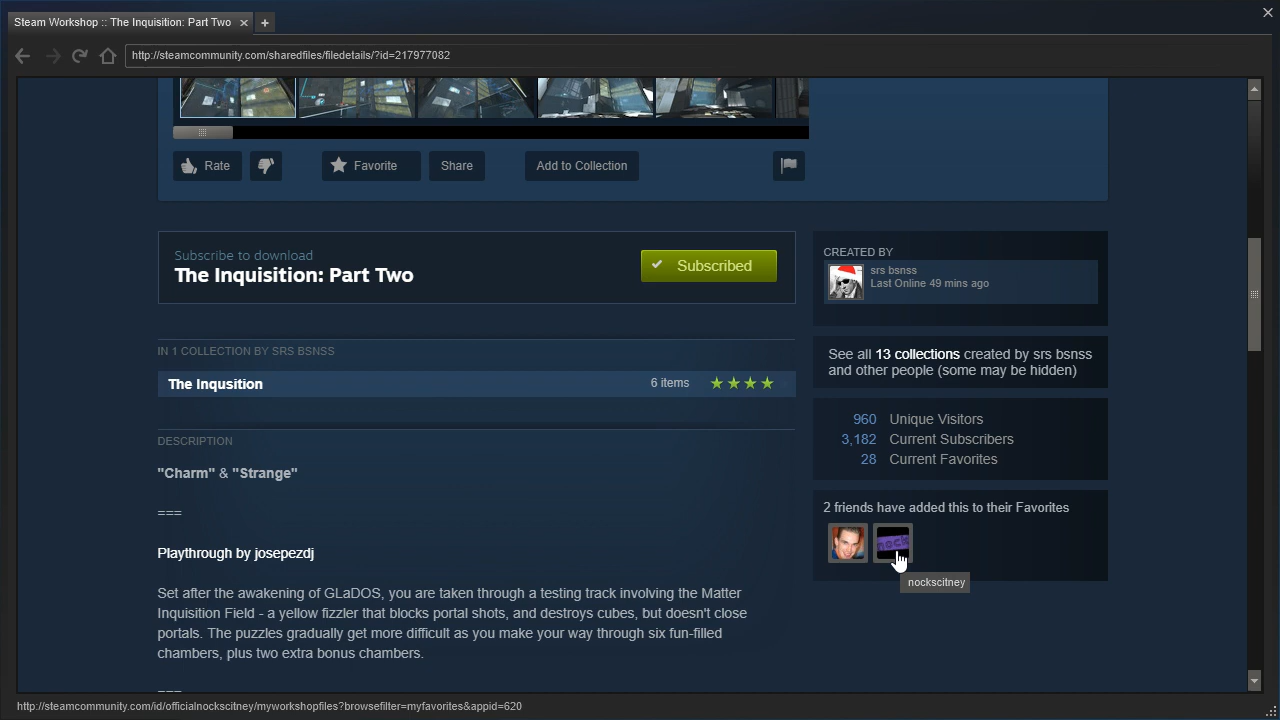 Steam Workshop :: The Inquisition: Part Two
http://steamcommunity.com/sharedfiles/filedetails/?id=217977082
Rate
Favorite
Share
Add to Collection
Subscribe to download
The Inquisition: Part Two
Subscribed
IN 1 COLLECTION BY SRS BSNSS
The Inqusition
6 items
DESCRIPTION
"Charm" & "Strange"
===
Playthrough by josepezdj
Set after the awakening of GLaDOS, you are taken through a testing track involving the Matter
Inquisition Field - a yellow fizzler that blocks portal shots, and destroys cubes, but doesn't close
portals. The puzzles gradually get more difficult as you make your way through six fun-filled
chambers, plus two extra bonus chambers.
===
CREATED BY
srs bsnss
Last Online 49 mins ago
See all 13 collections created by srs bsnss
and other people (some may be hidden)
960 Unique Visitors
3,182 Current Subscribers
28 Current Favorites
2 friends have added this to their Favorites
nock
nockscitney
http://steamcommunity.com/id/officialnockscitney/myworkshopfiles?browsefilter=myfavorites&appid=620